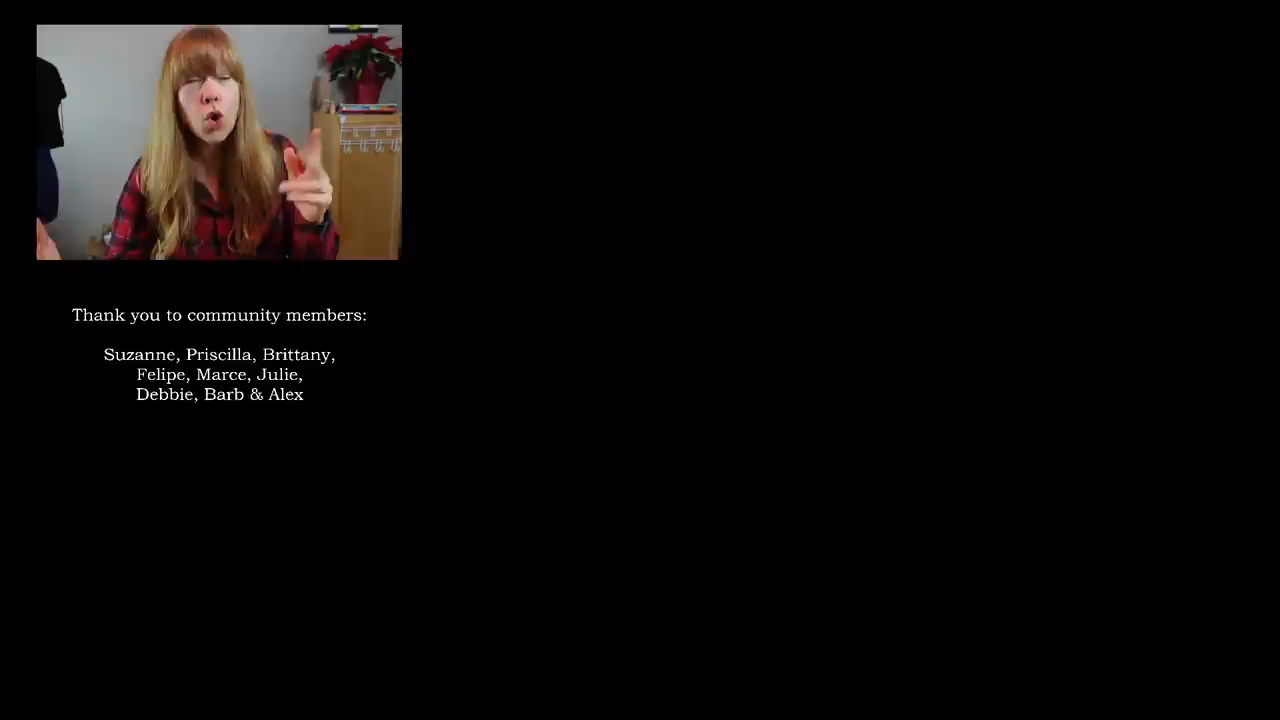 Thank you to community members:
Suzanne, Priscilla, Brittany,
Felipe, Marce, Julie,
Debbie, Barb & Alex